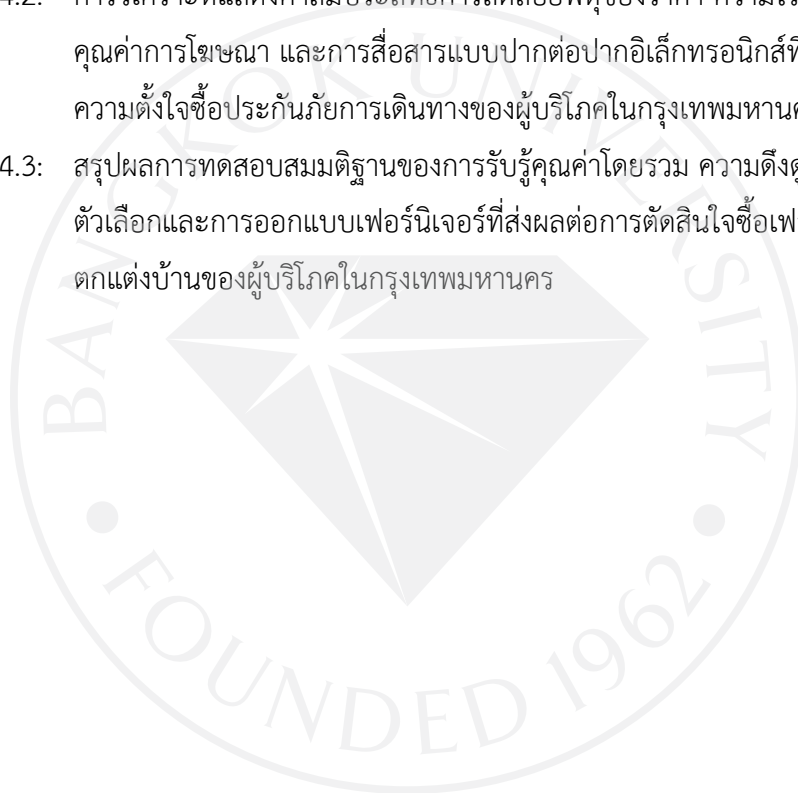 คุณค่าการโฆษณา และการสื่อสารแบบปากต่อปากอิเล็กทรอนิกส์ที่
ความตั้งใจซื้อประกันภัยการเดินทางของผู้บริโภคในกรุงเทพมหานคร
4.3: สรุปผลการทดสอบสมมติฐานของการรับรู้คุณค่าโดยรวม ความดึงดู
ตัวเลือกและการออกแบบเฟอร์นิเจอร์ที่ส่งผลต่อการตัดสินใจซื้อเฟ
ตกแต่งบ้านของผู้บริโภคในกรุงเทพมหานคร
BANGKOK UNIVERSITY
FOUNDED 1962